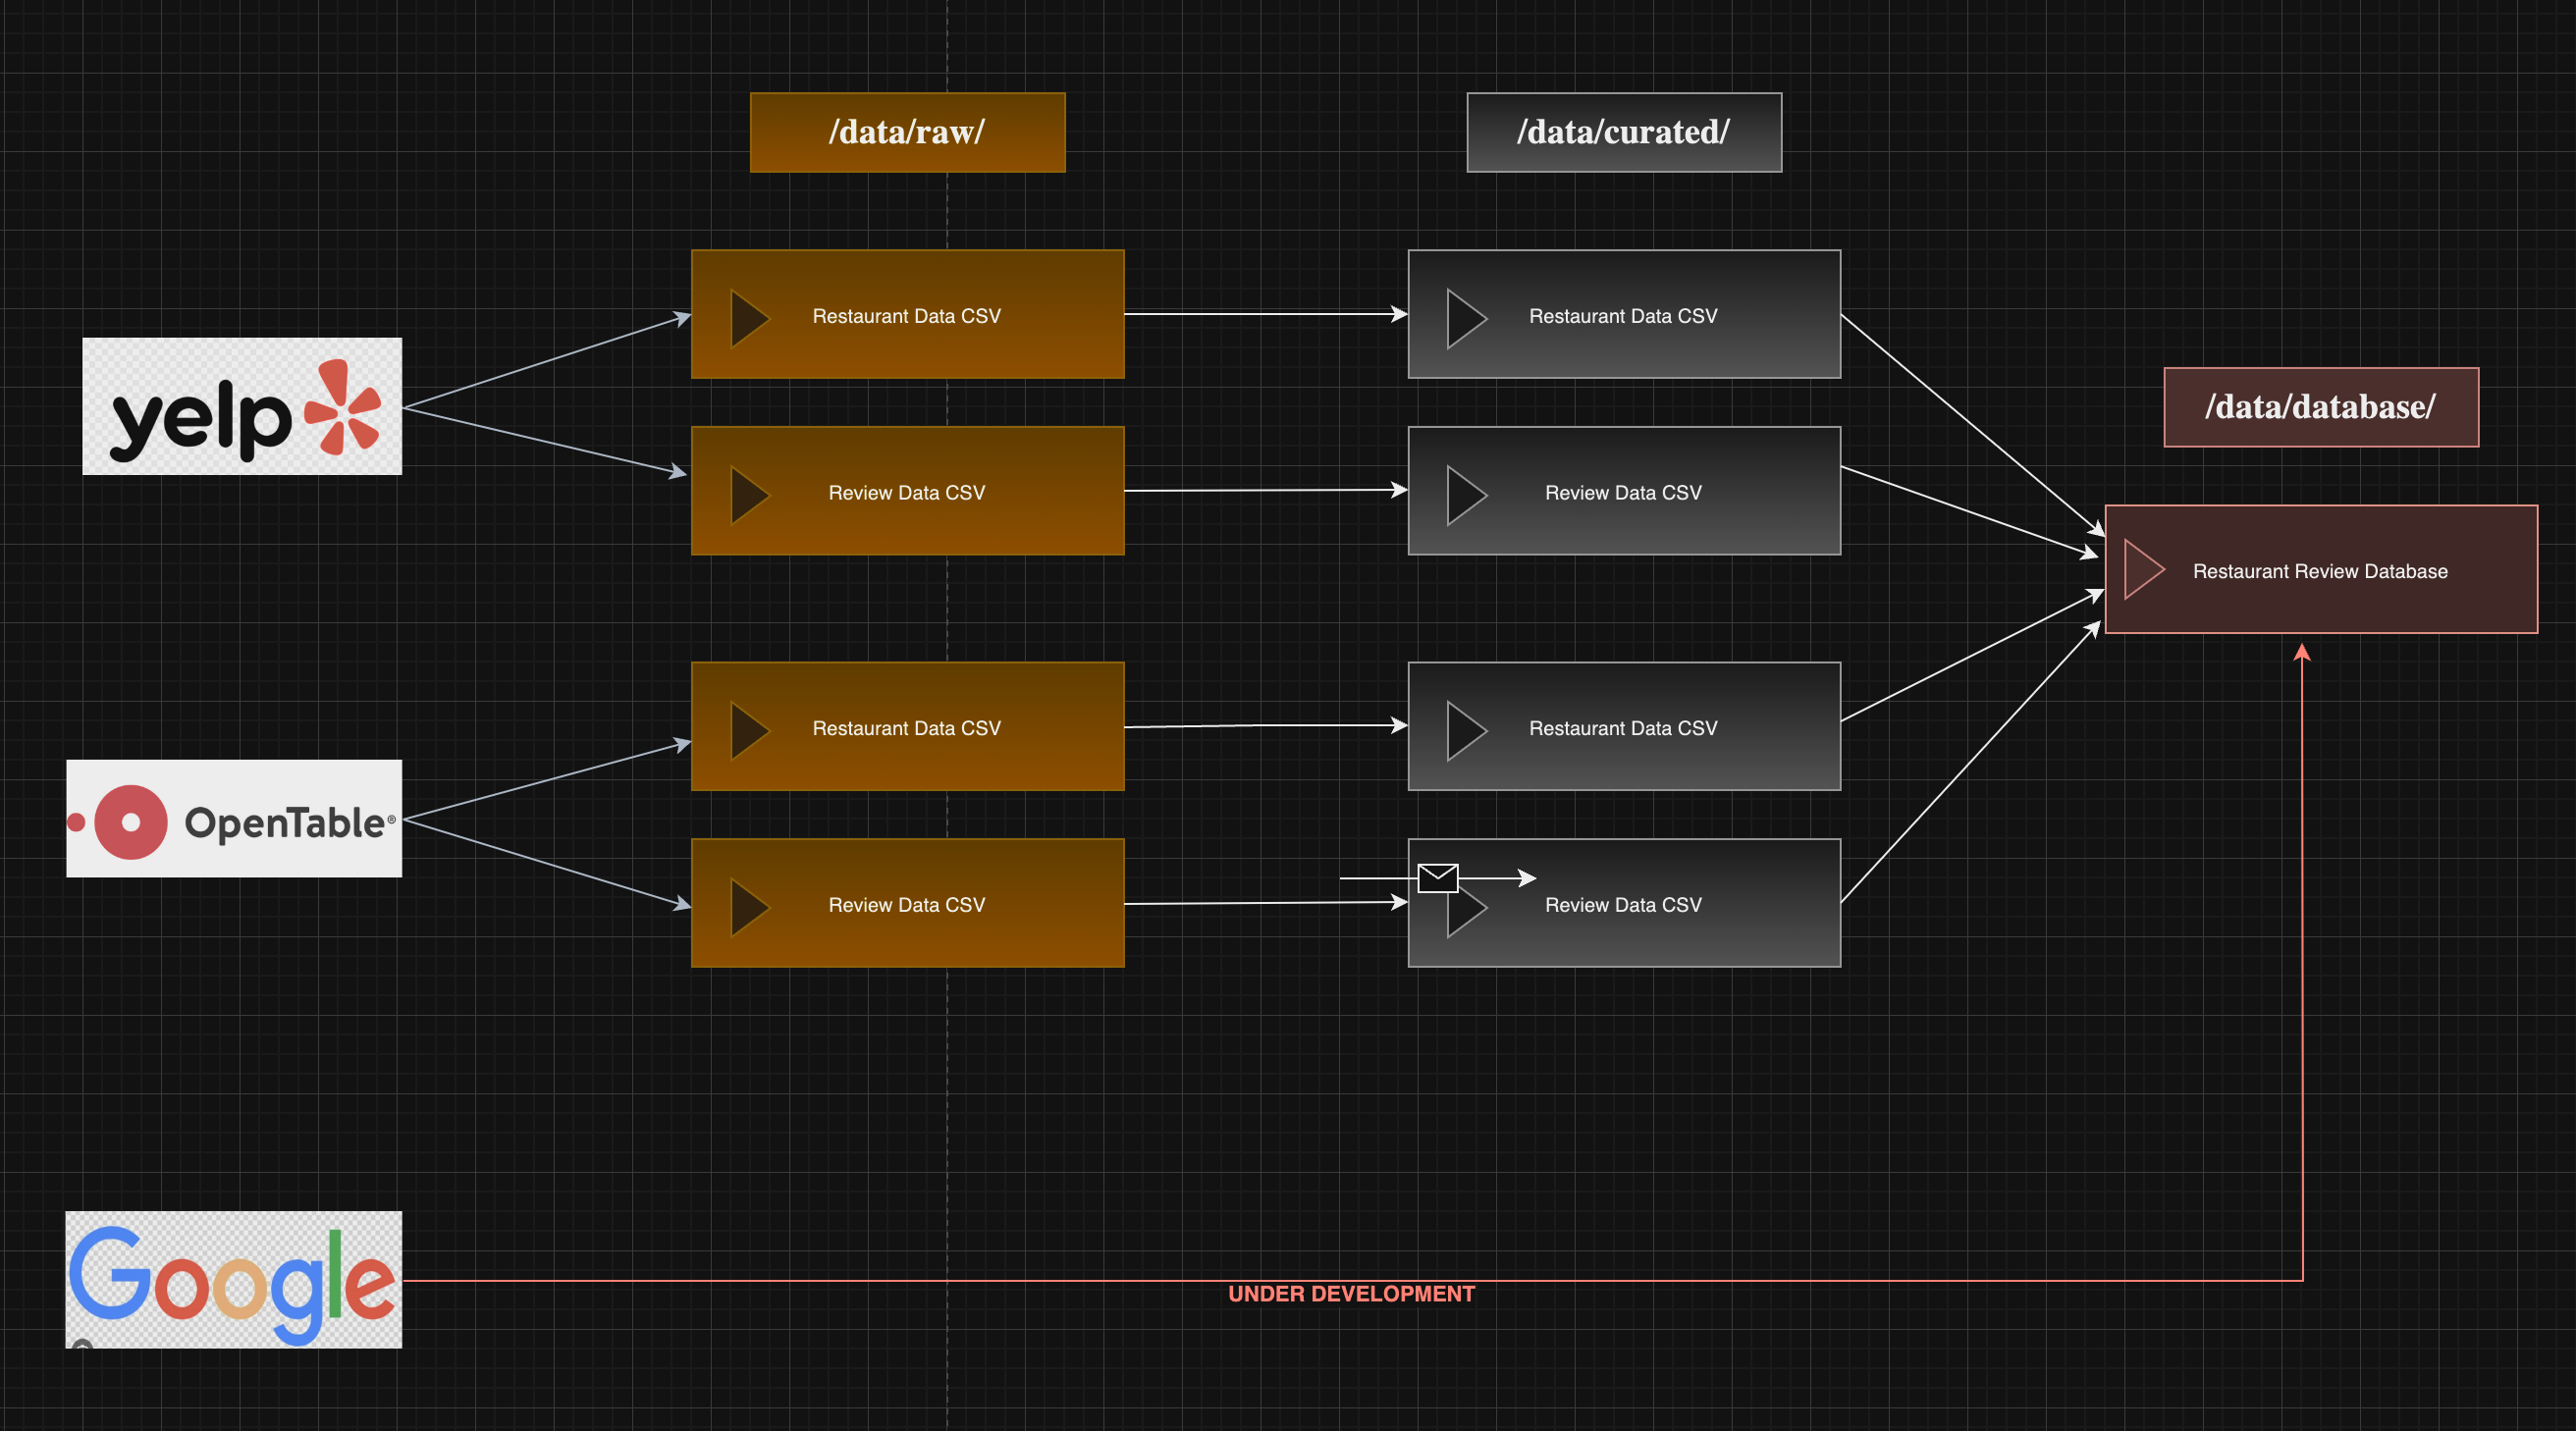 /data/raw/
/data/curated/
Restaurant Data CSV
Restaurant Data CSV
yelp
/data/database/
Review Data CSV
Review Data CSV
Restaurant Review Database
Restaurant Data CSV
Restaurant Data CSV
OpenTable®
Review Data CSV
Review Data CSV
Google
UNDER DEVELOPMENT